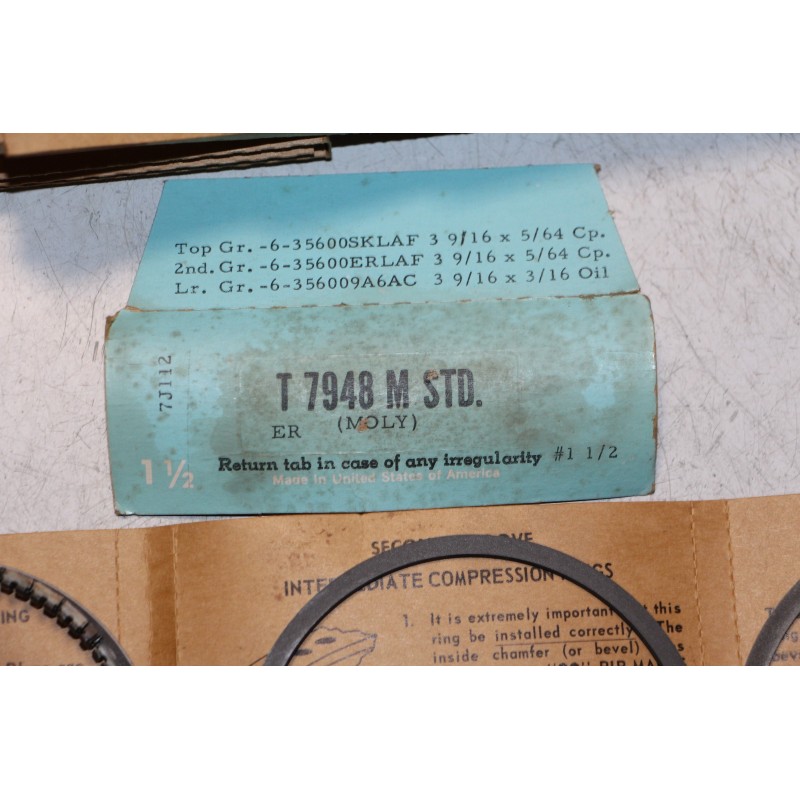 Top Gr. -6-35600SKLAF 3 9/16 x 5/64 Cp.
2nd. Gr. -6-35600ERLAF 3 9/16 x 5/64 Cp.
Lr. Gr. -6-356009A6AC 3 9/16 x 3/16 Oil
7J112
T 7948 M STD.
ER (MOLY)
1 ½ Return tab in case of any irregularity #1 1/2
Made in United States of America
COMPRESSION
1. It is extremely important this
ring be installed correctly. The
inside chamfer (or bevel)